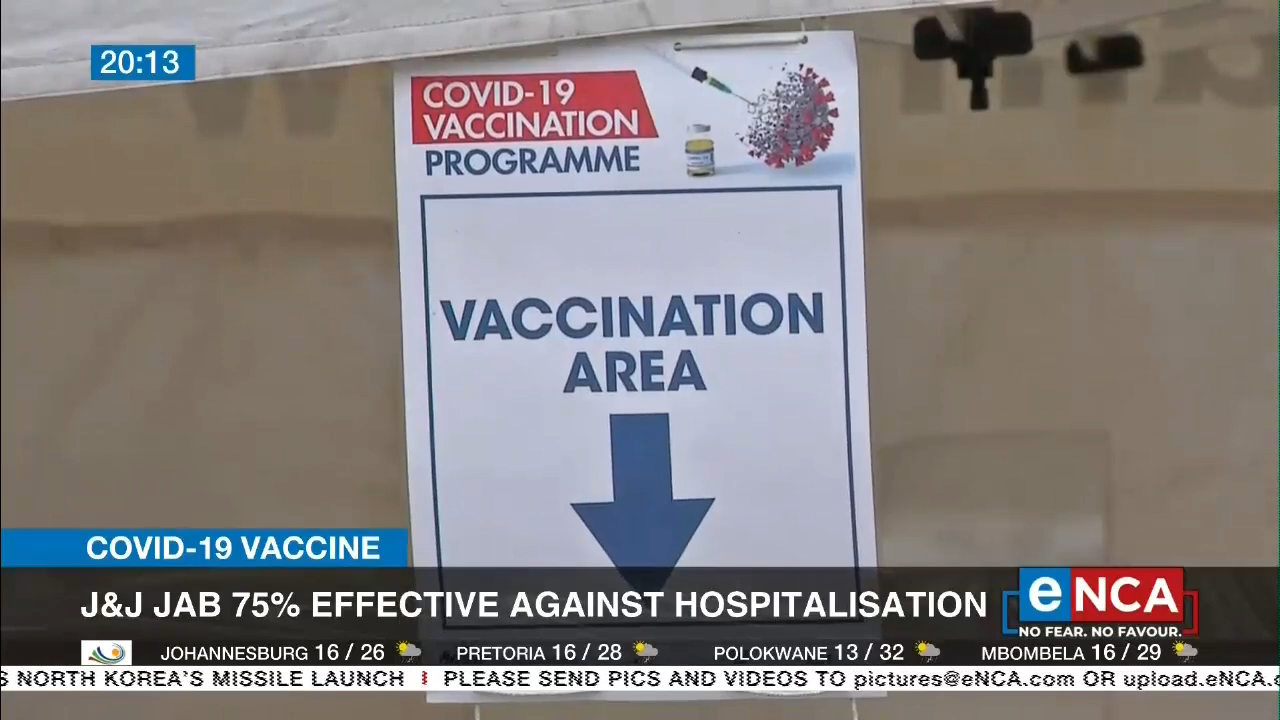 20:13
COVID-19
VACCINATION
PROGRAMME
VACCINATION
AREA
COVID-19 VACCINE
J&J JAB 75% EFFECTIVE AGAINST HOSPITALISATION
eNCA
NO FEAR. NO FAVOUR.
JOHANNESBURG 16 / 26 PRETORIA 16 / 28 POLOKWANE 13 / 32 MBOMBELA 16 / 29
S NORTH KOREA'S MISSILE LAUNCH PLEASE SEND PICS AND VIDEOS TO pictures@eNCA.com OR upload.eNCA.c